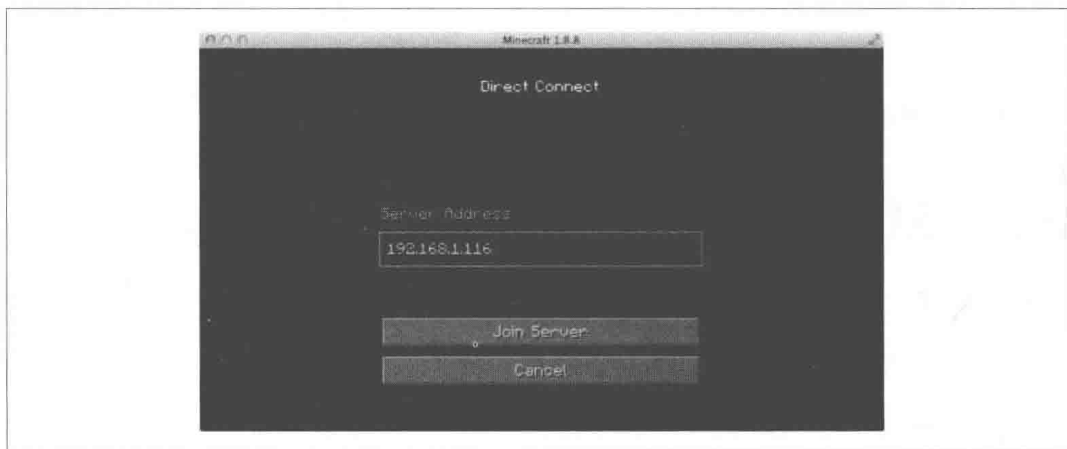 Minecraft 1.8.8
Direct Connect
Server Address
192.168.1.116
Join Server
Cancel